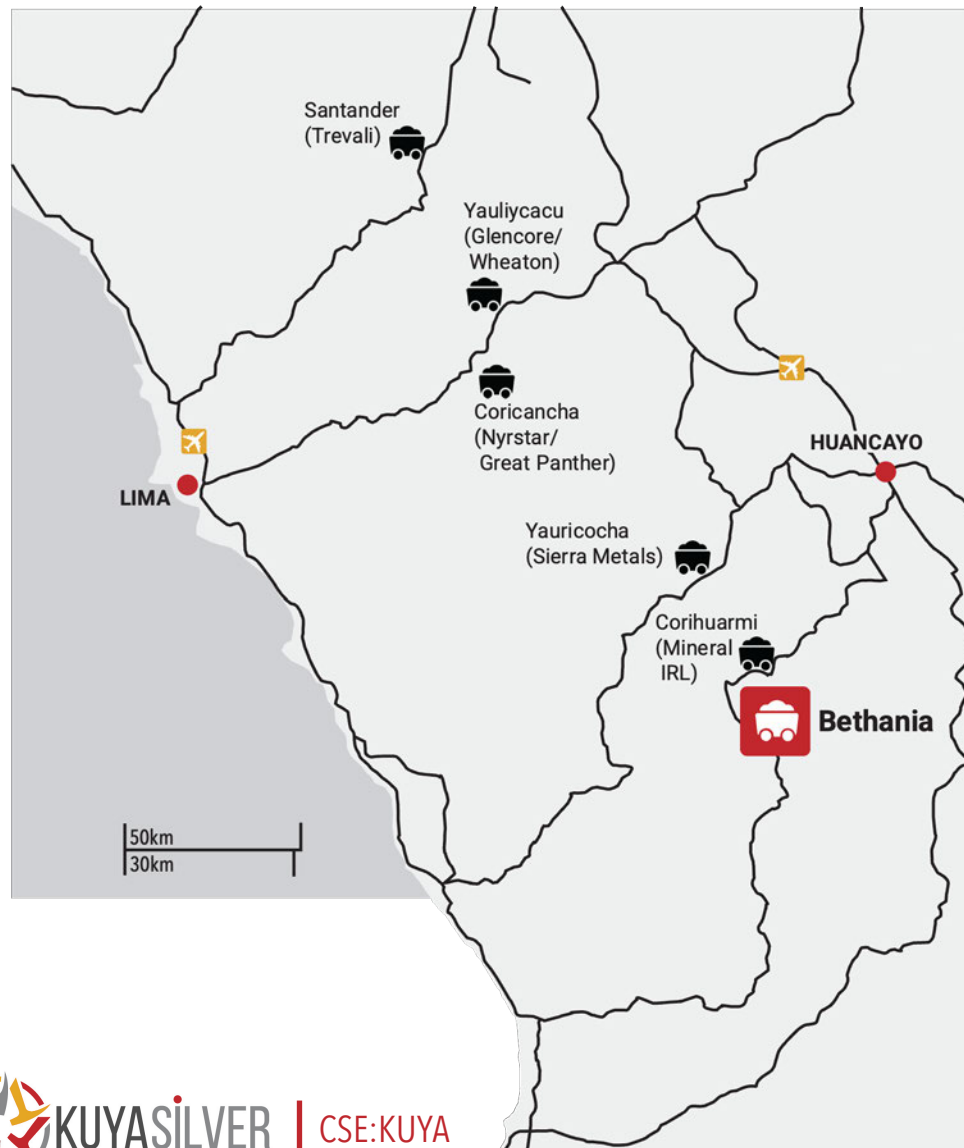 Santander
(Trevali)
Yauliycacu
(Glencore/
Wheaton)
Coricancha
(Nyrstar/
Great Panther)
HUANCAYO
LIMA
Yauricocha
(Sierra Metals)
Corihuarmi
(Mineral
IRL)
Bethania
50km
30km
KUYASILVER | CSE:KUYA